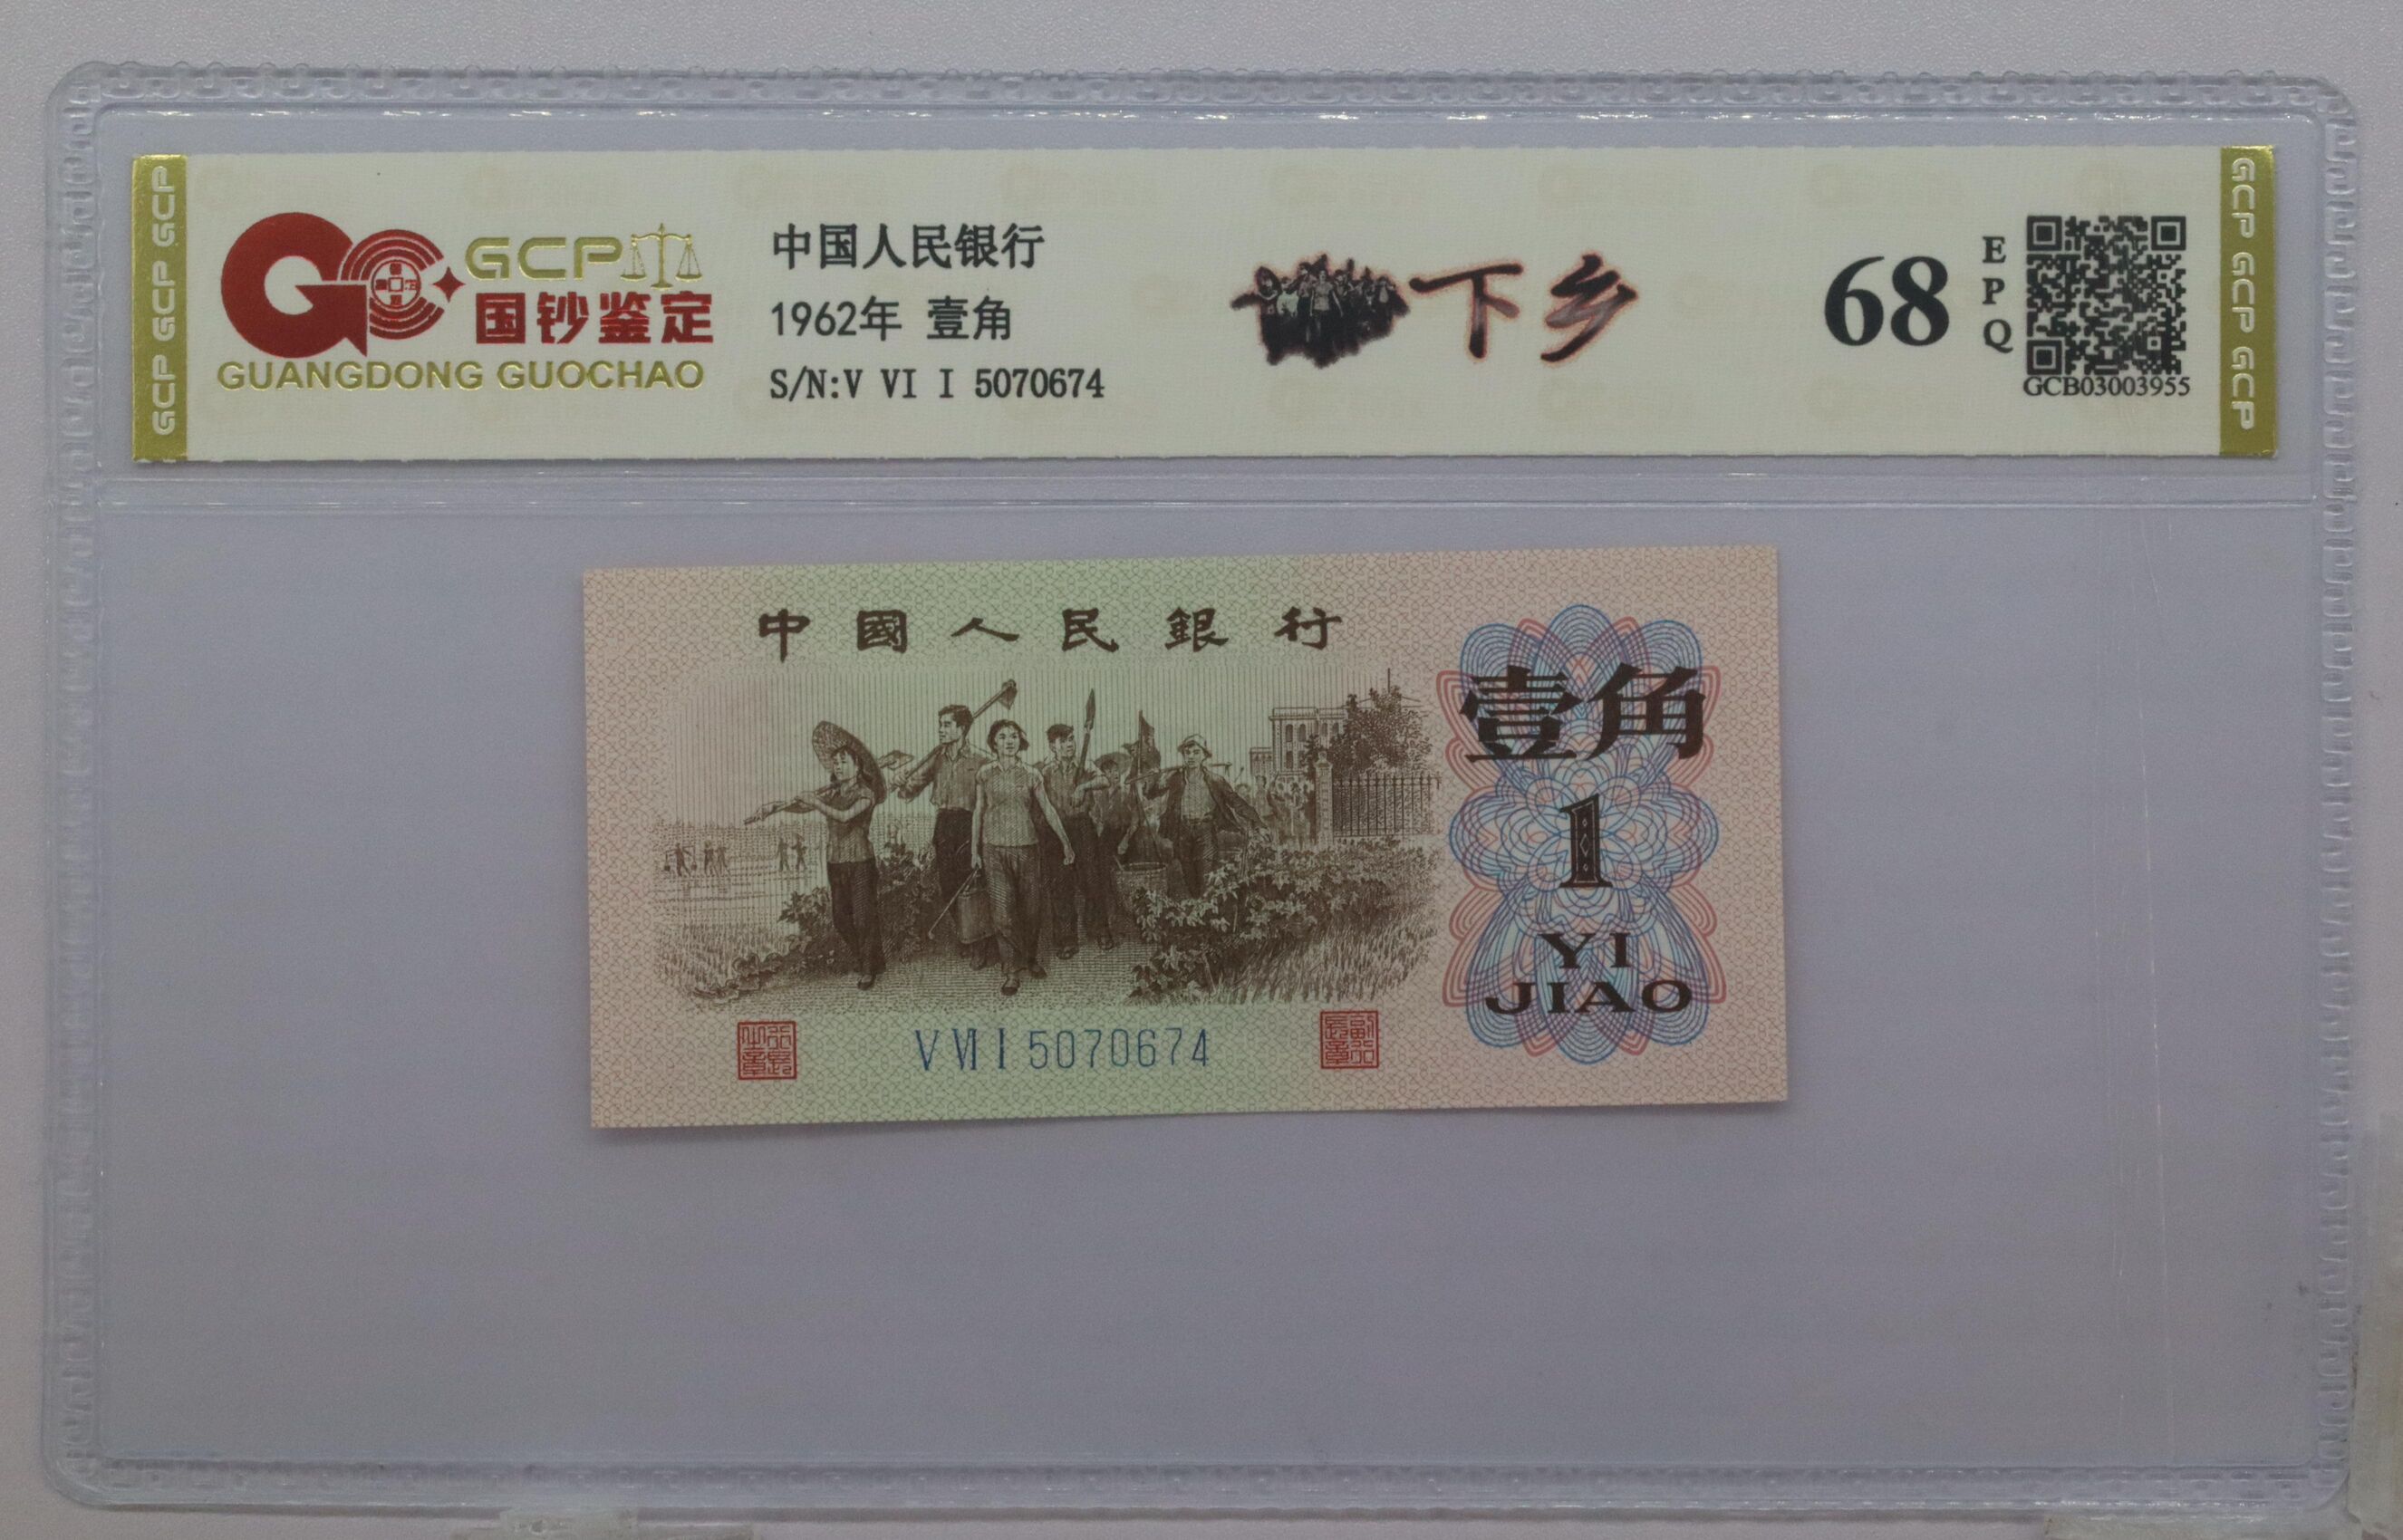 GCP GCP GCP
GCP
国钞鉴定
GUANGDONG GUOCHAO
中国人民银行
1962年 壹角
S/N:V VI I 5070674
下乡
68
EPQ
GCB03003955
GCP GCP GCP
中國人民銀行
壹角
1
YI
JIAO
V VI I 5070674